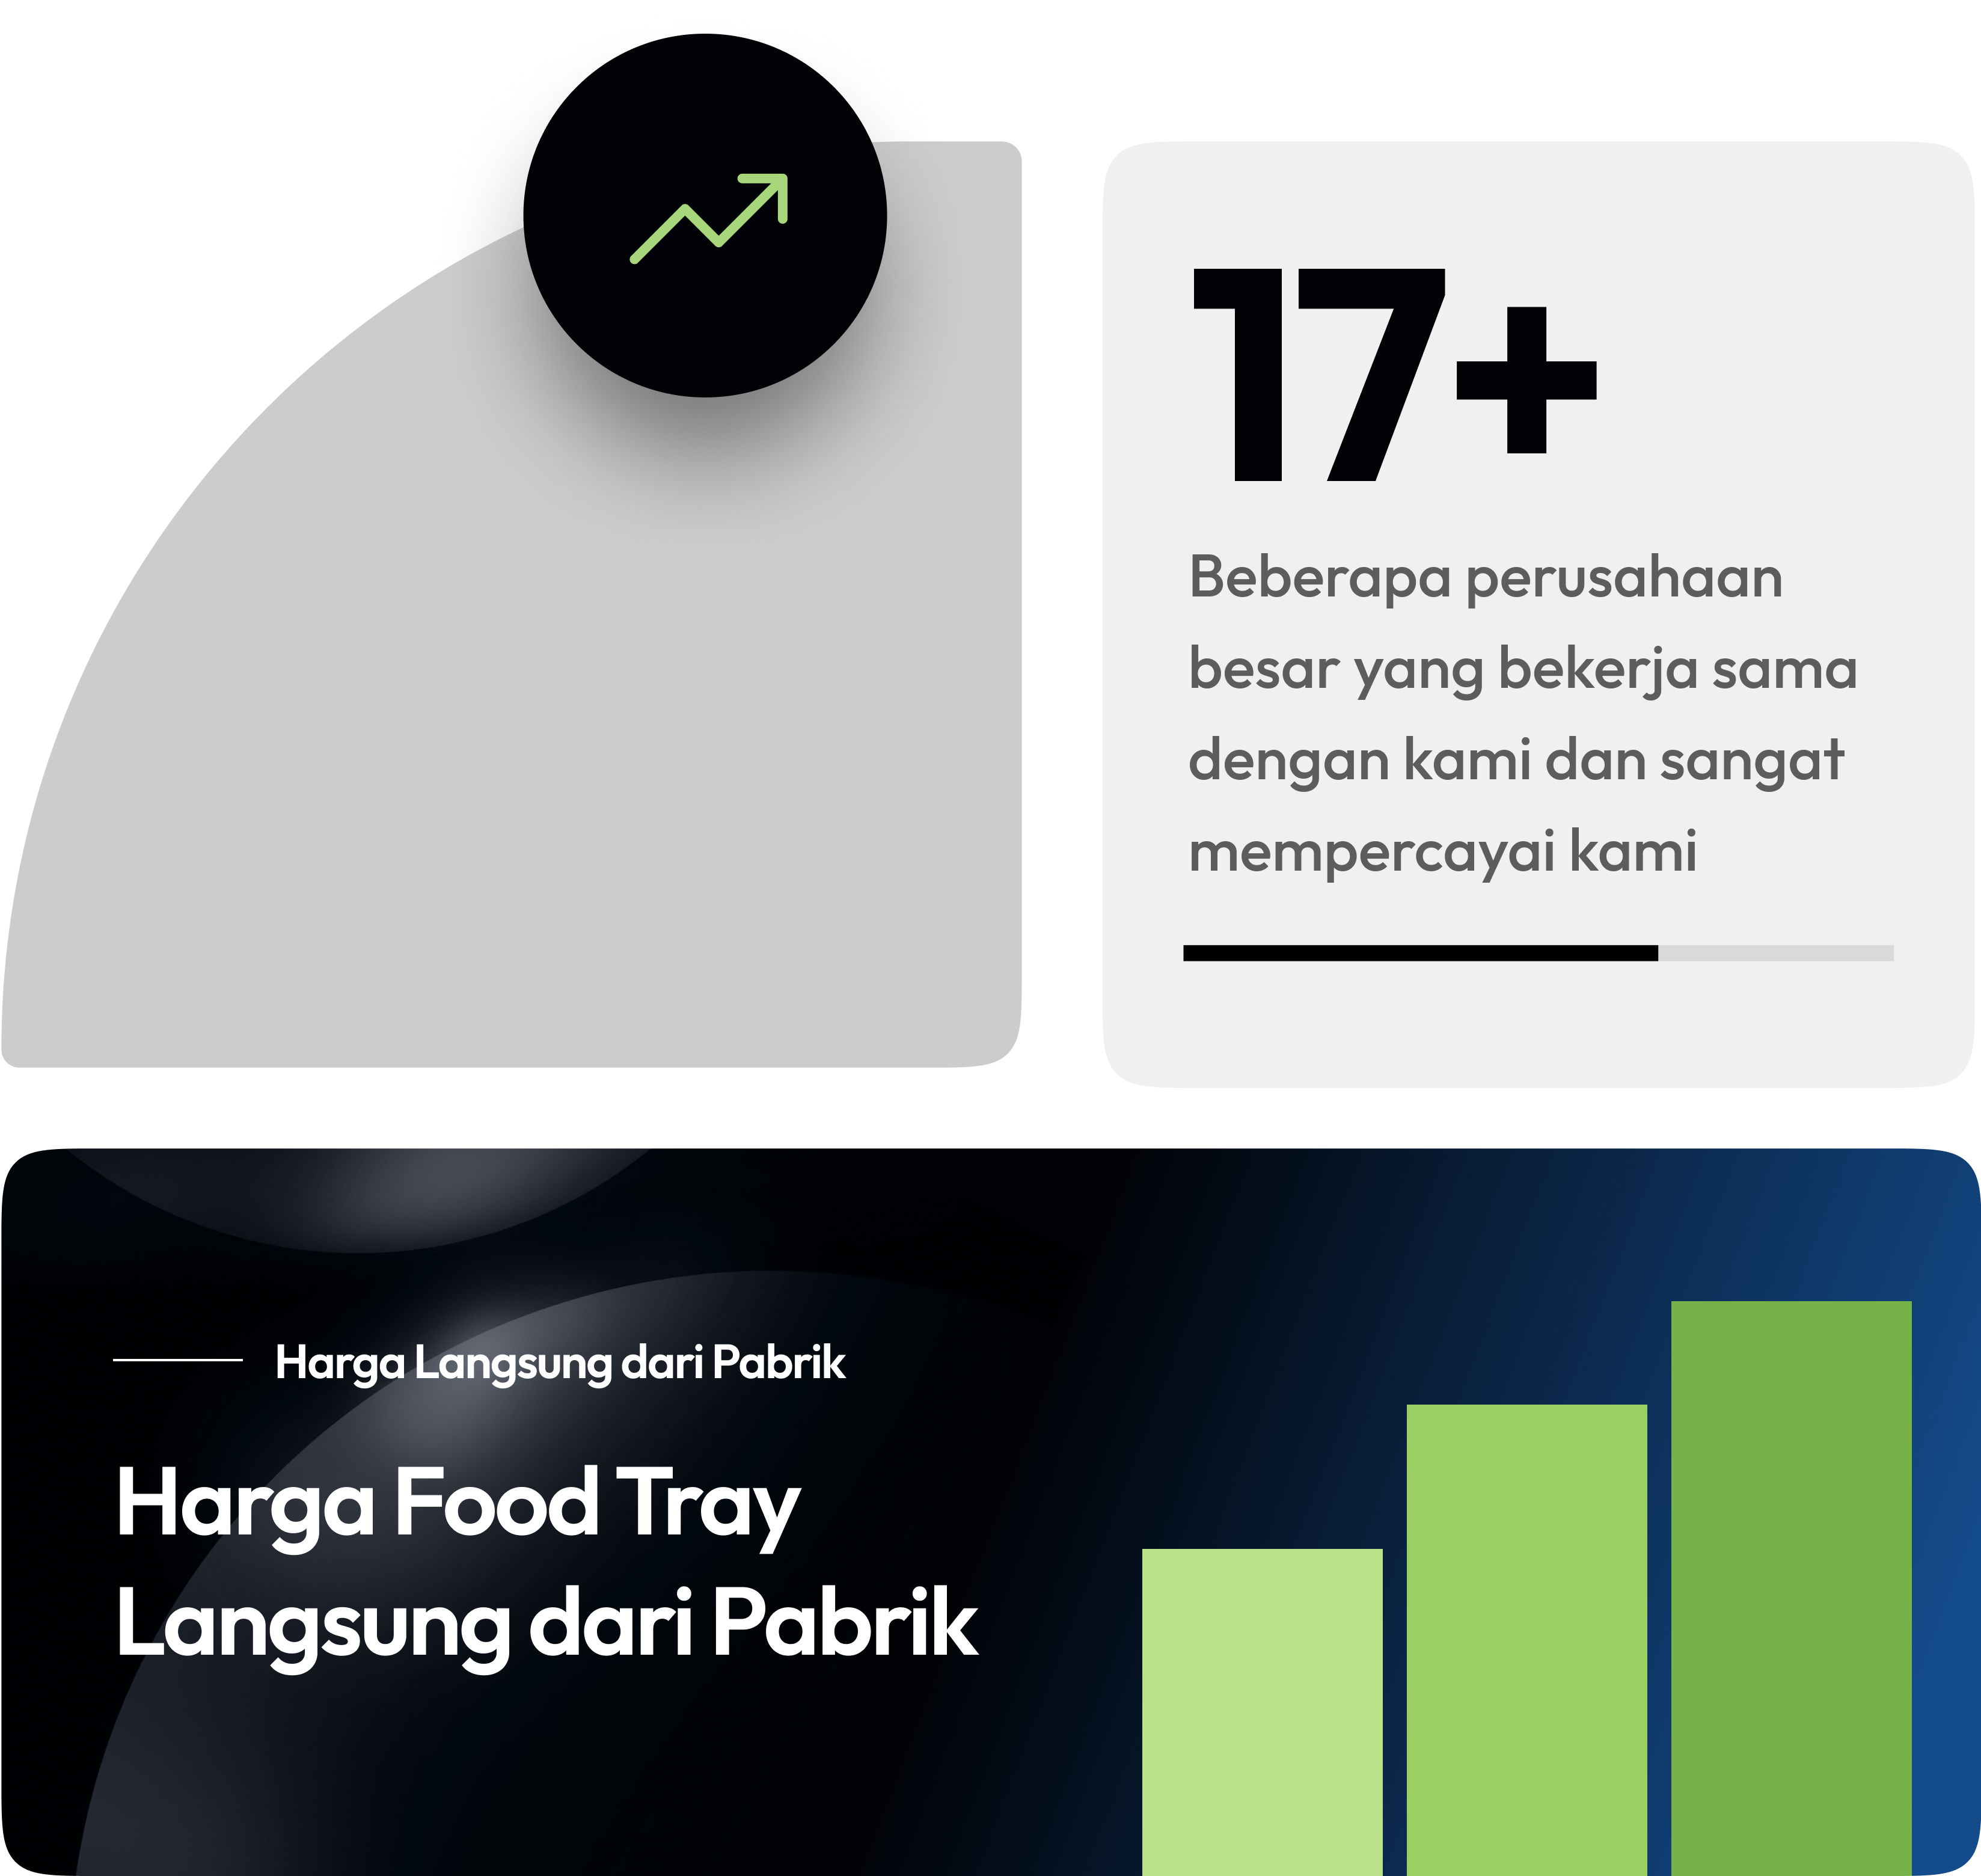 17+
Beberapa perusahaan
besar yang bekerja sama
dengan kami dan sangat
mempercayai kami
Harga Langsung dari Pabrik
Harga Food Tray
Langsung dari Pabrik